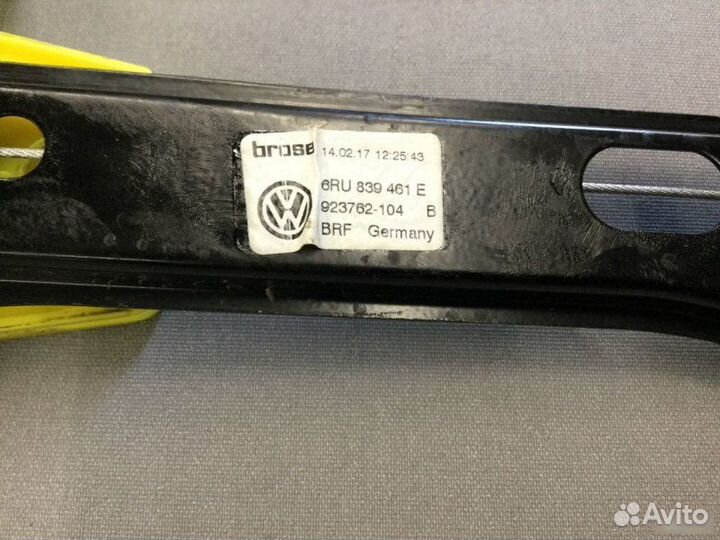 brose 14.02.17 12:25:43
6RU 839 461 E
923762-104 B
BRF Germany
Avito